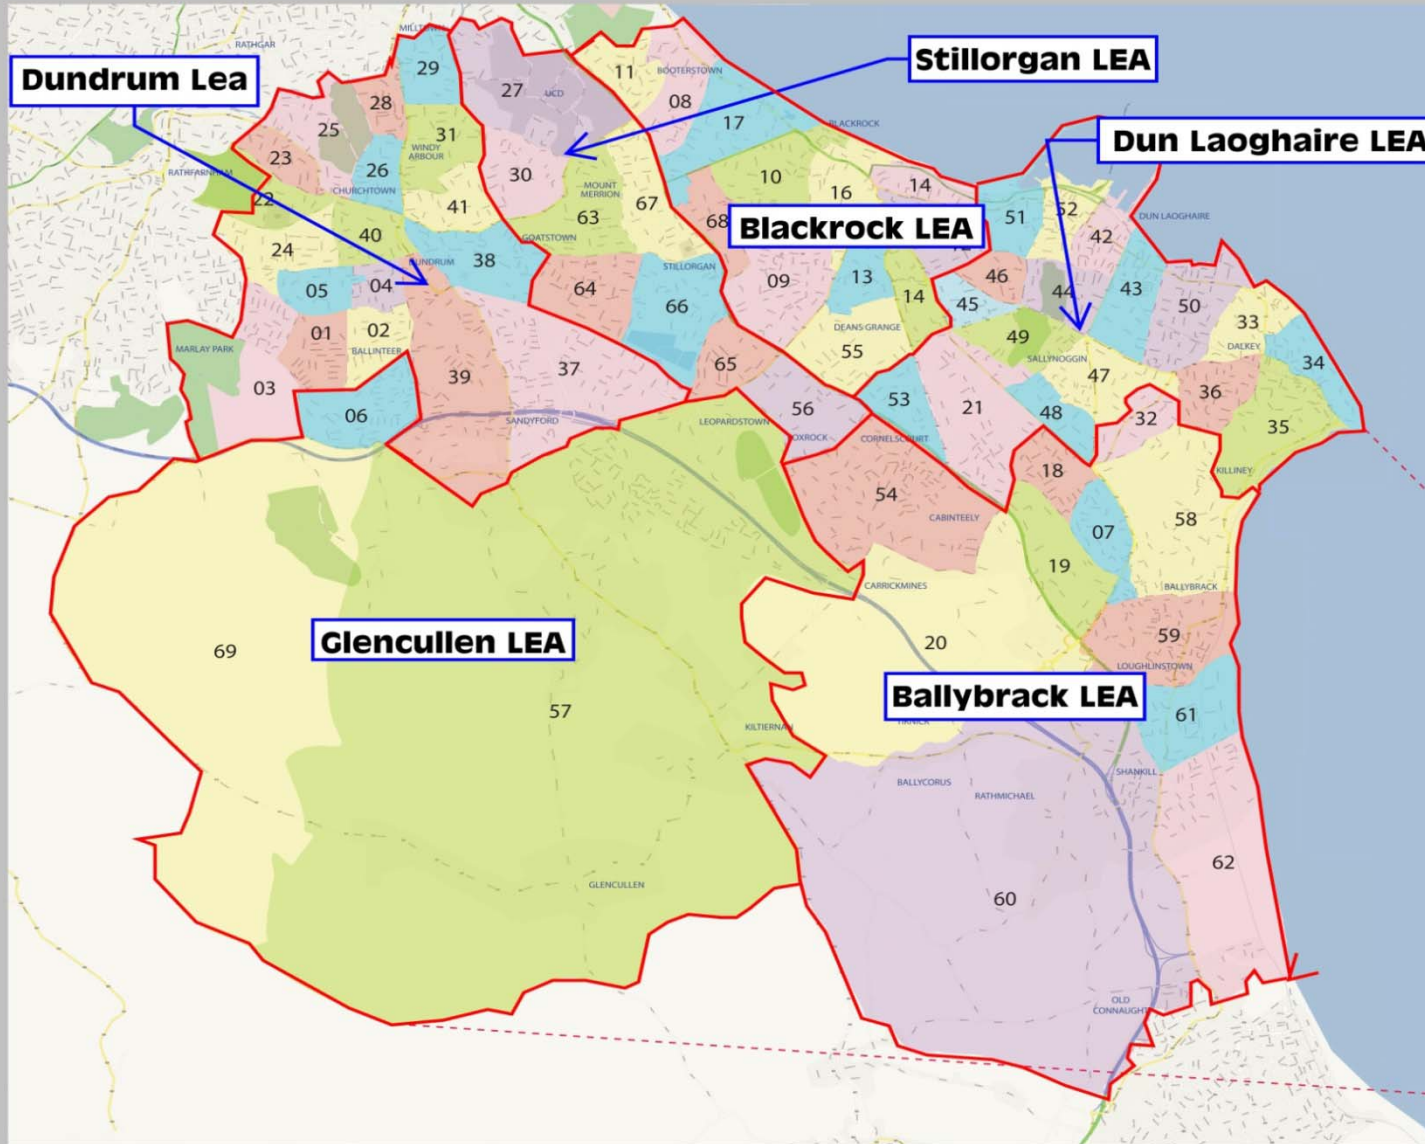 MILLTOWN
RATHGAR
Stillorgan LEA
Dundrum Lea
29
11
BOOTERSTOWN
27
UCD
28
08
17
BLACKROCK
25
31
Dun Laoghaire LEA
WINDY
ARBOUR
23
26
RATHFARNHAM
30
10
CHURCHTOWN
MOUNT
MERRION
16
14
22
41
63
67
68
51
52
DUN LAOGHAIRE
40
GOATSTOWN
Blackrock LEA
42
24
DUNDRUM
38
STILLORGAN
05
04
64
09
13
46
44
43
66
14
45
50
01
02
DEANS GRANGE
49
33
MARLAY PARK
BALLINTEER
55
SALLYNOGGIN
DALKEY
65
34
37
47
39
03
36
53
06
56
21
48
32
35
SANDYFORD
LEOPARDSTOWN
OXROCK
CORNELSCOURT
18
KILLINEY
54
CABINTEELY
58
07
19
CARRICKMINES
BALLYBRACK
Glencullen LEA
20
59
69
LOUGHLINSTOWN
Ballybrack LEA
57
61
KILTIERNAN
SHANKILL
BALLYCORUS
RATHMICHAEL
62
GLENCULLEN
60
OLD
CONNAUGHT